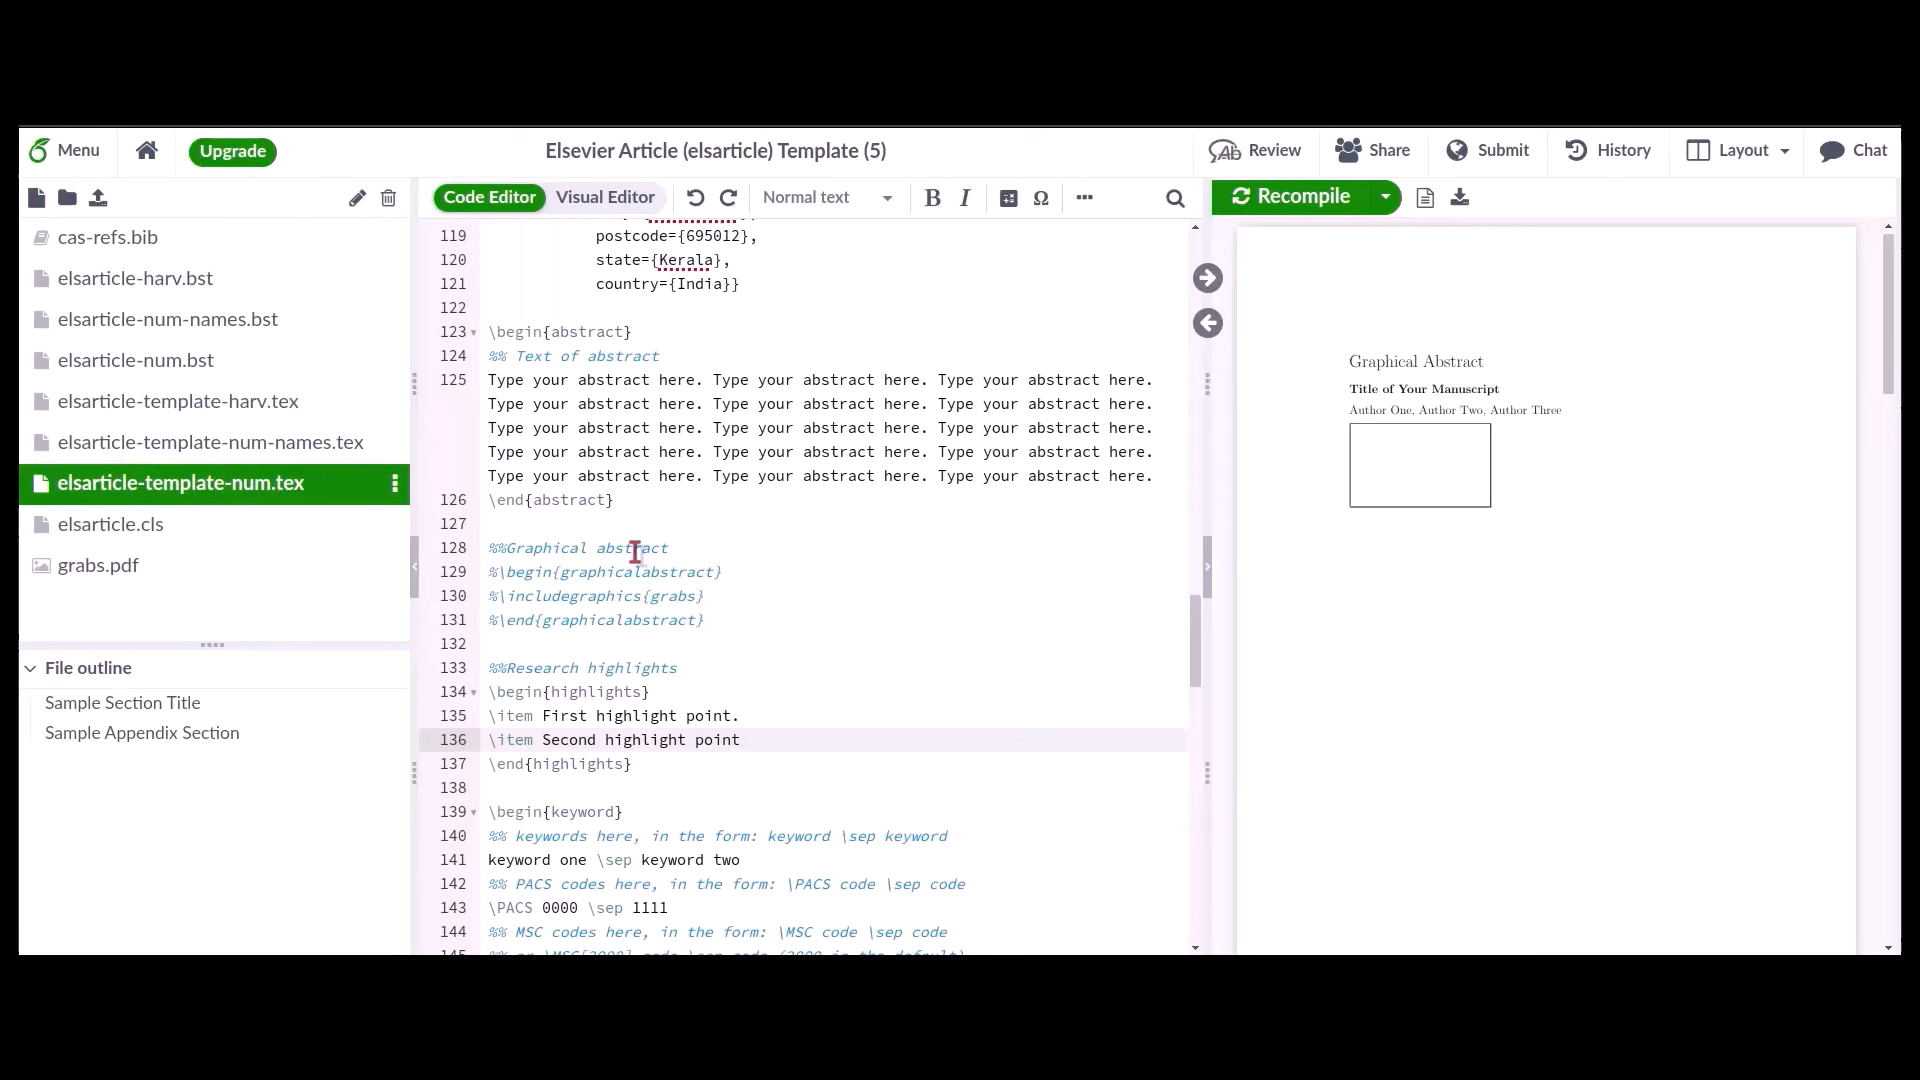 Menu
Upgrade
Elsevier Article (elsarticle) Template (5)
Review
Share
Submit
History
Layout
Chat
Code Editor
Visual Editor
Normal text
B
I
Ω
Recompile
cas-refs.bib
elsarticle-harv.bst
elsarticle-num-names.bst
elsarticle-num.bst
elsarticle-template-harv.tex
elsarticle-template-num-names.tex
elsarticle-template-num.tex
elsarticle.cls
grabs.pdf
File outline
Sample Section Title
Sample Appendix Section
119 postcode={695012},
120 state={Kerala},
121 country={India}}
122
123 \begin{abstract}
124 %% Text of abstract
125 Type your abstract here. Type your abstract here. Type your abstract here.
Type your abstract here. Type your abstract here. Type your abstract here.
Type your abstract here. Type your abstract here. Type your abstract here.
Type your abstract here. Type your abstract here. Type your abstract here.
Type your abstract here. Type your abstract here. Type your abstract here.
126 \end{abstract}
127
128 %%Graphical abstract
129 %\begin{graphicalabstract}
130 %\includegraphics{grabs}
131 %\end{graphicalabstract}
132
133 %%Research highlights
134 \begin{highlights}
135 \item First highlight point.
136 \item Second highlight point
137 \end{highlights}
138
139 \begin{keyword}
140 %% keywords here, in the form: keyword \sep keyword
141 keyword one \sep keyword two
142 %% PACS codes here, in the form: \PACS code \sep code
143 \PACS 0000 \sep 1111
144 %% MSC codes here, in the form: \MSC code \sep code
Graphical Abstract
Title of Your Manuscript
Author One, Author Two, Author Three